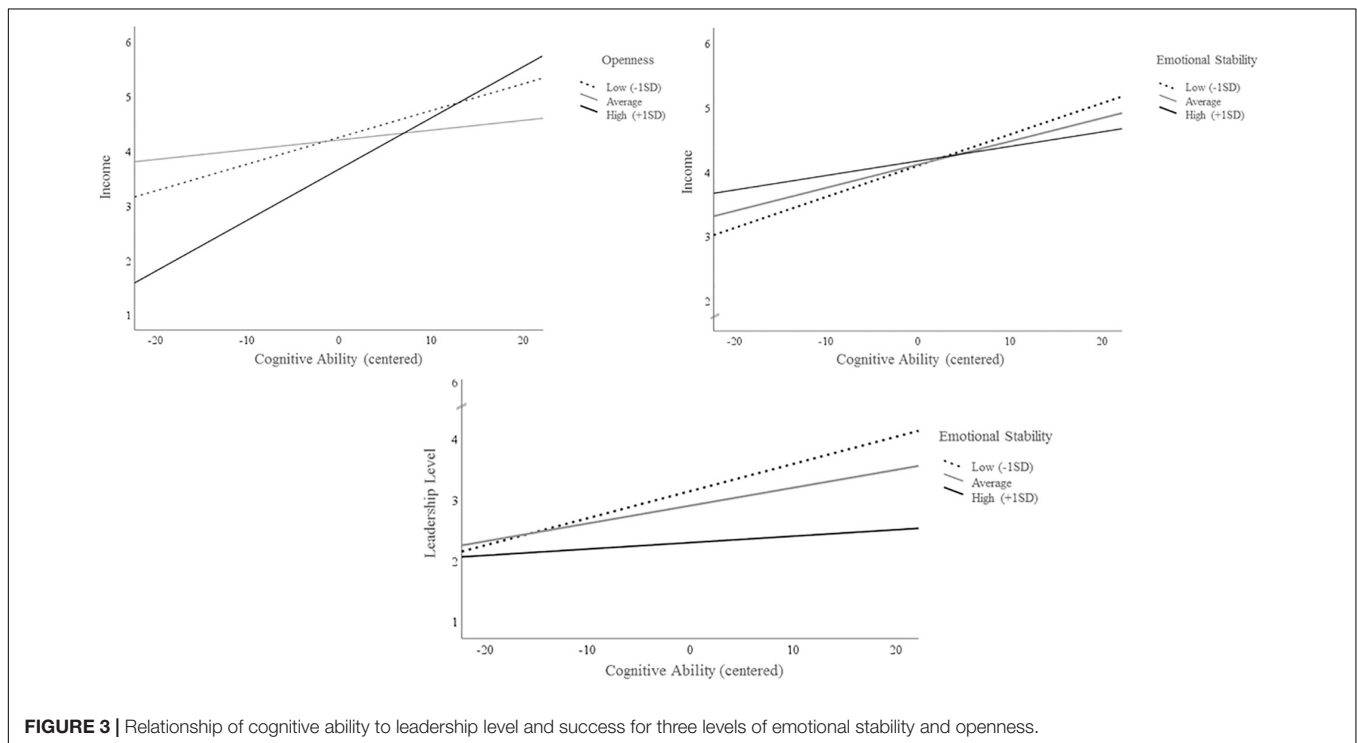 6
5
4
3
2
1
Income
-20 -10 0 10 20
Cognitive Ability (centered)
Openness
Low (-1SD)
Average
High (+1SD)
6
5
4
3
2
Income
-20 -10 0 10 20
Cognitive Ability (centered)
Emotional Stability
Low (-1SD)
Average
High (+1SD)
6
4
3
2
1
Leadership Level
-20 -10 0 10 20
Cognitive Ability (centered)
Emotional Stability
Low (-1SD)
Average
High (+1SD)
FIGURE 3 | Relationship of cognitive ability to leadership level and success for three levels of emotional stability and openness.